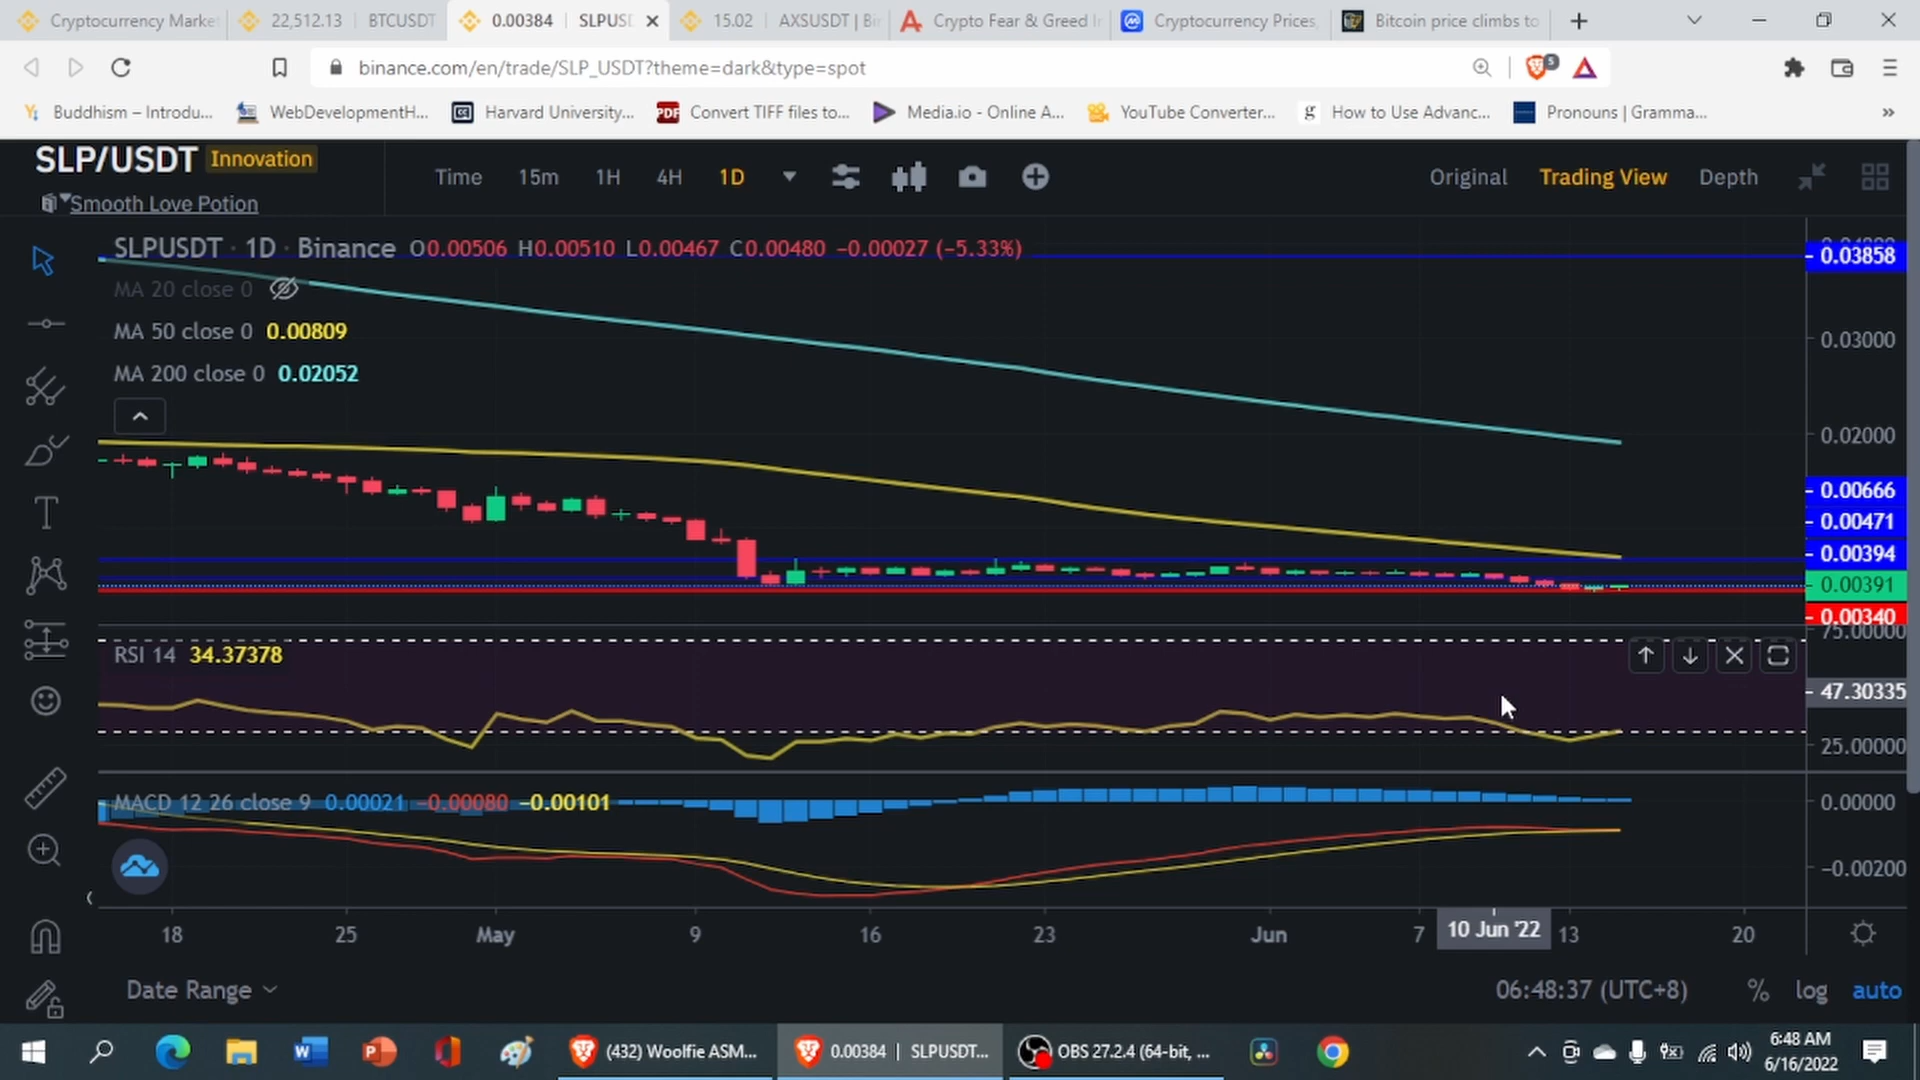 Cryptocurrency Market
22,512.13 | BTCUSDT
0.00384 | SLPUSD
15.02 | AXSUSDT | Bi
Crypto Fear & Greed I
Cryptocurrency Prices,
Bitcoin price climbs to
binance.com/en/trade/SLP_USDT?theme=dark&type=spot
5
Buddhism – Introdu...
WebDevelopmentH...
Harvard University...
PDF Convert TIFF files to...
Media.io - Online A...
YouTube Converter...
g How to Use Advanc...
Pronouns | Gramma...
»
SLP/USDT Innovation
Smooth Love Potion
Time 15m 1H 4H 1D
Original Trading View Depth
SLPUSDT · 1D · Binance O0.00506 H0.00510 L0.00467 C0.00480 −0.00027 (−5.33%)
MA 20 close 0
MA 50 close 0 0.00809
MA 200 close 0 0.02052
0.03858
0.03000
0.02000
0.00666
0.00471
0.00394
0.00391
0.00340
75.00000
RSI 14 34.37378
47.30335
25.00000
MACD 12 26 close 9 0.00021 −0.00080 −0.00101
0.00000
−0.00200
18 25 May 9 16 23 Jun 7 10 Jun '22 13 20
Date Range
06:48:37 (UTC+8) % log auto
(432) Woolfie ASM...
0.00384 | SLPUSDT...
OBS 27.2.4 (64-bit, ...
6:48 AM
6/16/2022